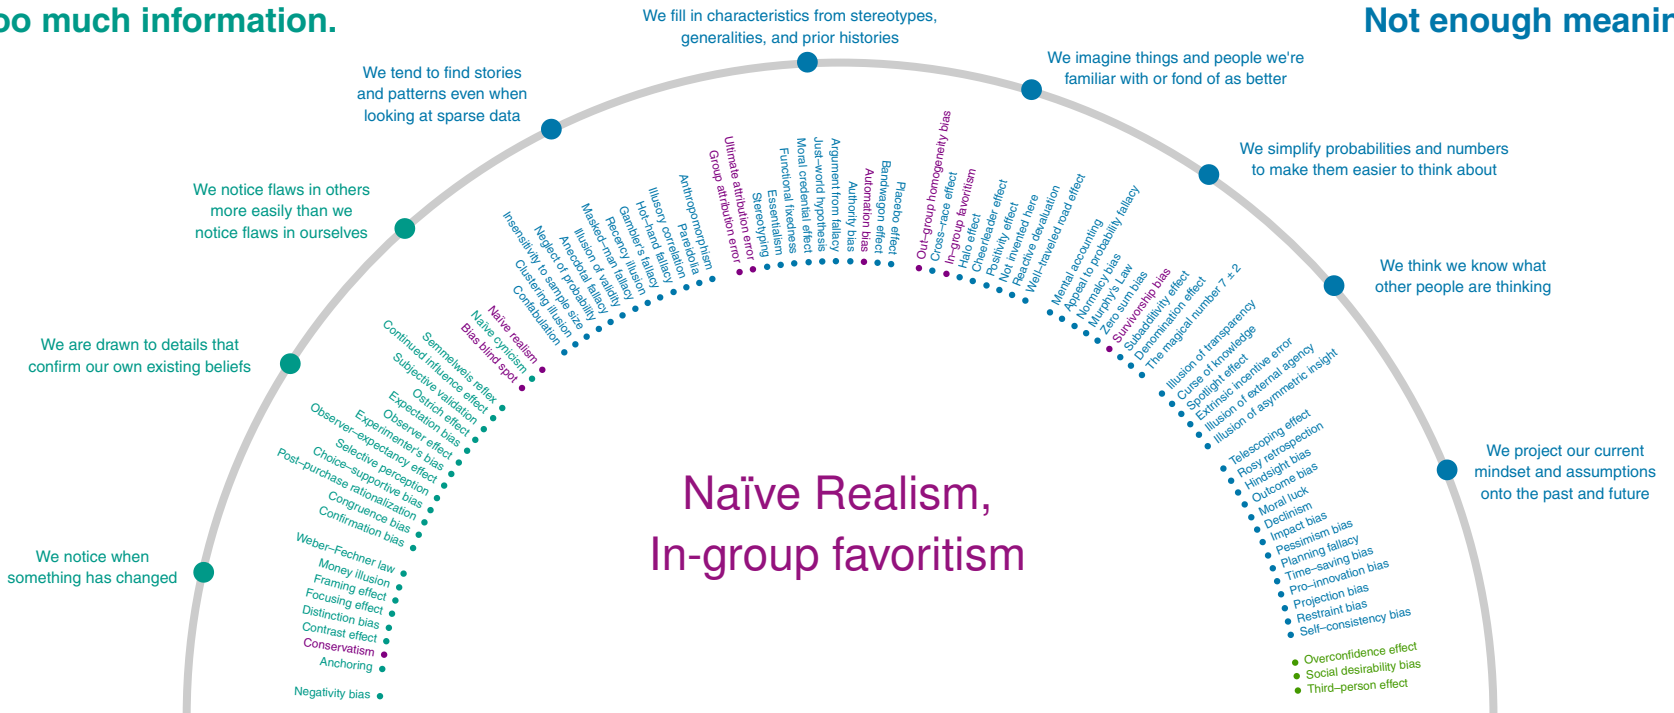 oo much information.
Not enough meanin
We fill in characteristics from stereotypes,
generalities, and prior histories
We imagine things and people we're
familiar with or fond of as better
We tend to find stories
and patterns even when
looking at sparse data
We simplify probabilities and numbers
to make them easier to think about
We notice flaws in others
more easily than we
notice flaws in ourselves
We think we know what
other people are thinking
We are drawn to details that
confirm our own existing beliefs
We project our current
mindset and assumptions
onto the past and future
We notice when
something has changed
Negativity bias
Anchoring
Conservatism
Contrast effect
Distinction bias
Focusing effect
Framing effect
Money illusion
Weber–Fechner law
Confirmation bias
Congruence bias
Post–purchase rationalization
Choice–supportive bias
Selective perception
Observer–expectancy effect
Experimenter's bias
Observer effect
Expectation bias
Ostrich effect
Subjective validation
Continued influence effect
Semmelweis reflex
Bias blind spot
Naïve cynicism
Naïve realism
Confabulation
Clustering illusion
Insensitivity to sample size
Neglect of probability
Anecdotal fallacy
Illusion of validity
Masked–man fallacy
Recency illusion
Gambler's fallacy
Hot–hand fallacy
Illusory correlation
Pareidolia
Anthropomorphism
Group attribution error
Ultimate attribution error
Stereotyping
Essentialism
Functional fixedness
Moral credential effect
Just–world hypothesis
Argument from fallacy
Authority bias
Automation bias
Bandwagon effect
Placebo effect
Out–group homogeneity bias
Cross–race effect
In–group favoritism
Halo effect
Cheerleader effect
Positivity effect
Not invented here
Reactive devaluation
Well–traveled road effect
Mental accounting
Appeal to probability fallacy
Normalcy bias
Murphy's Law
Zero sum bias
Survivorship bias
Subadditivity effect
Denomination effect
The magical number 7 ± 2
Illusion of transparency
Curse of knowledge
Spotlight effect
Extrinsic incentive error
Illusion of external agency
Illusion of asymmetric insight
Telescoping effect
Rosy retrospection
Hindsight bias
Outcome bias
Moral luck
Declinism
Impact bias
Pessimism bias
Planning fallacy
Time–saving bias
Pro–innovation bias
Projection bias
Restraint bias
Self–consistency bias
Overconfidence effect
Social desirability bias
Third–person effect
Naïve Realism,
In-group favoritism